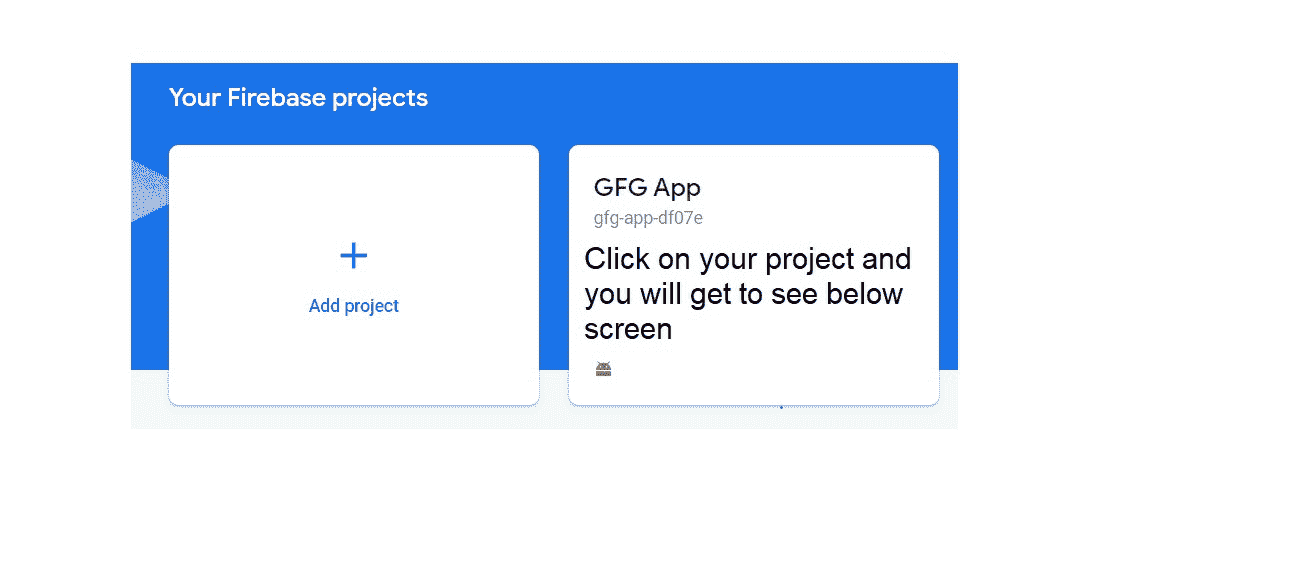 Your Firebase projects
+
Add project
GFG App
gfg-app-df07e
Click on your project and
you will get to see below
screen